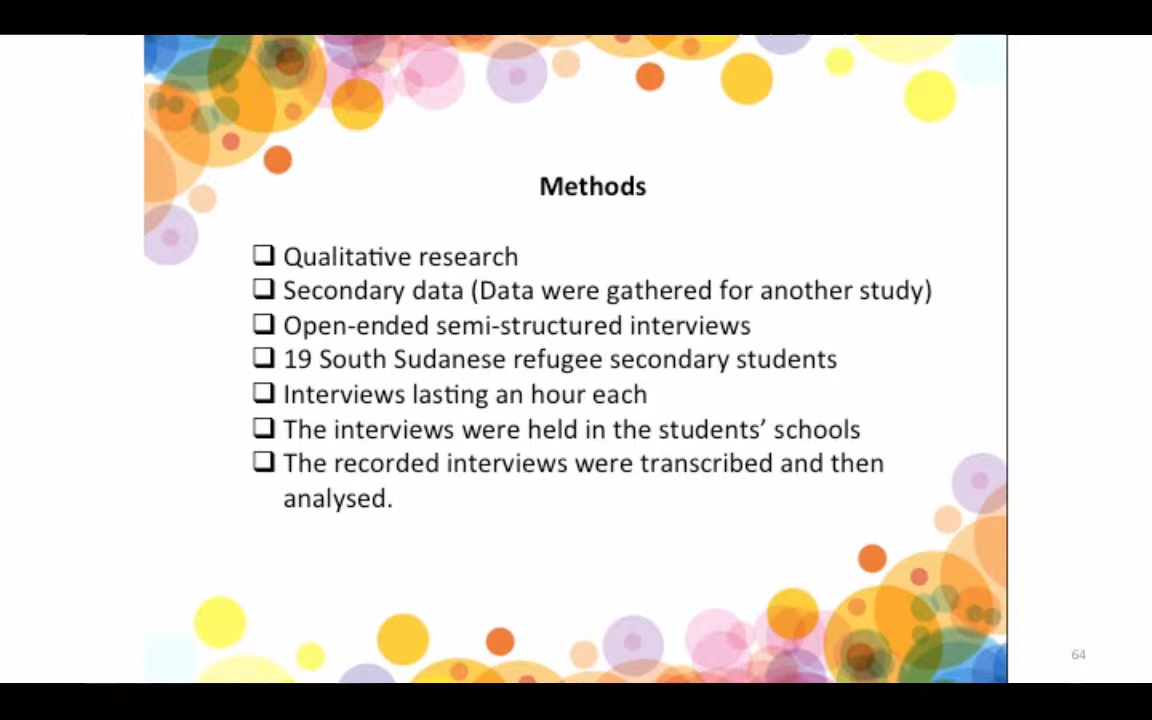 Methods
❑ Qualitative research
❑ Secondary data (Data were gathered for another study)
❑ Open-ended semi-structured interviews
❑ 19 South Sudanese refugee secondary students
❑ Interviews lasting an hour each
❑ The interviews were held in the students’ schools
❑ The recorded interviews were transcribed and then
analysed.
64